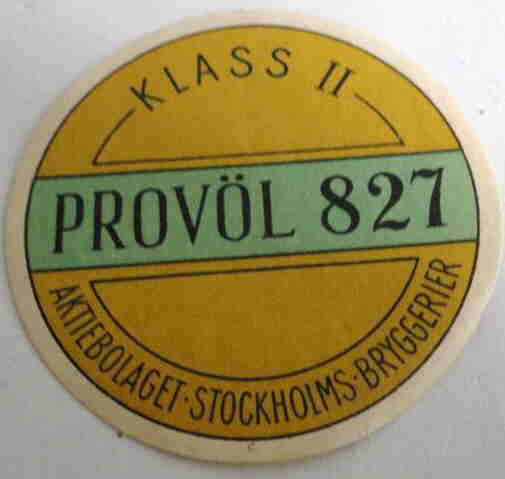 KLASS II
PROVÖL 827
AKTIEBOLAGET·STOCKHOLMS·BRYGGERIER